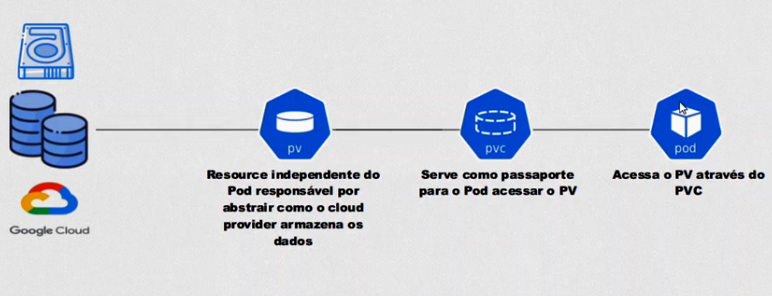 pv
pvc
pod
Resource independente do
Pod responsável por
abstrair como o cloud
provider armazena os
dados
Serve como passaporte
para o Pod acessar o PV
Acessa o PV através do
PVC
Google Cloud